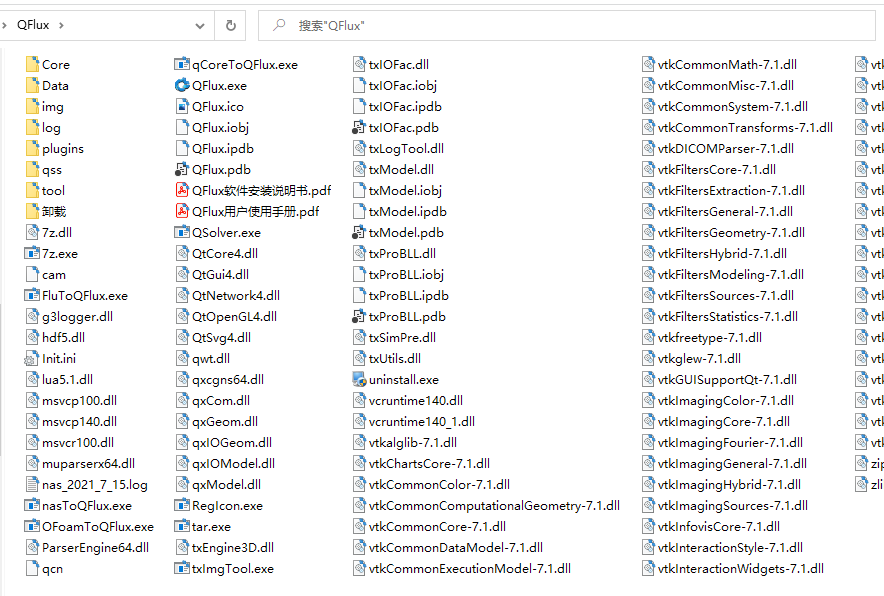 QFlux
搜索"QFlux"
Core
Data
img
log
plugins
qss
tool
卸载
7z.dll
7z.exe
cam
FluToQFlux.exe
g3logger.dll
hdf5.dll
Init.ini
lua5.1.dll
msvcp100.dll
msvcp140.dll
msvcr100.dll
muparserx64.dll
nas_2021_7_15.log
nasToQFlux.exe
OFoamToQFlux.exe
ParserEngine64.dll
qcn
qCoreToQFlux.exe
QFlux.exe
QFlux.ico
QFlux.iobj
QFlux.ipdb
QFlux.pdb
QFlux软件安装说明书.pdf
QFlux用户使用手册.pdf
QSolver.exe
QtCore4.dll
QtGui4.dll
QtNetwork4.dll
QtOpenGL4.dll
QtSvg4.dll
qwt.dll
qxcgns64.dll
qxCom.dll
qxGeom.dll
qxIOGeom.dll
qxIOModel.dll
qxModel.dll
RegIcon.exe
tar.exe
txEngine3D.dll
txImgTool.exe
txIOFac.dll
txIOFac.iobj
txIOFac.ipdb
txIOFac.pdb
txLogTool.dll
txModel.dll
txModel.iobj
txModel.ipdb
txModel.pdb
txProBLL.dll
txProBLL.iobj
txProBLL.ipdb
txProBLL.pdb
txSimPre.dll
txUtils.dll
uninstall.exe
vcruntime140.dll
vcruntime140_1.dll
vtkalglib-7.1.dll
vtkChartsCore-7.1.dll
vtkCommonColor-7.1.dll
vtkCommonComputationalGeometry-7.1.dll
vtkCommonCore-7.1.dll
vtkCommonDataModel-7.1.dll
vtkCommonExecutionModel-7.1.dll
vtkCommonMath-7.1.dll
vtkCommonMisc-7.1.dll
vtkCommonSystem-7.1.dll
vtkCommonTransforms-7.1.dll
vtkDICOMParser-7.1.dll
vtkFiltersCore-7.1.dll
vtkFiltersExtraction-7.1.dll
vtkFiltersGeneral-7.1.dll
vtkFiltersGeometry-7.1.dll
vtkFiltersHybrid-7.1.dll
vtkFiltersModeling-7.1.dll
vtkFiltersSources-7.1.dll
vtkFiltersStatistics-7.1.dll
vtkfreetype-7.1.dll
vtkglew-7.1.dll
vtkGUISupportQt-7.1.dll
vtkImagingColor-7.1.dll
vtkImagingCore-7.1.dll
vtkImagingFourier-7.1.dll
vtkImagingGeneral-7.1.dll
vtkImagingHybrid-7.1.dll
vtkImagingSources-7.1.dll
vtkInfovisCore-7.1.dll
vtkInteractionStyle-7.1.dll
vtkInteractionWidgets-7.1.dll